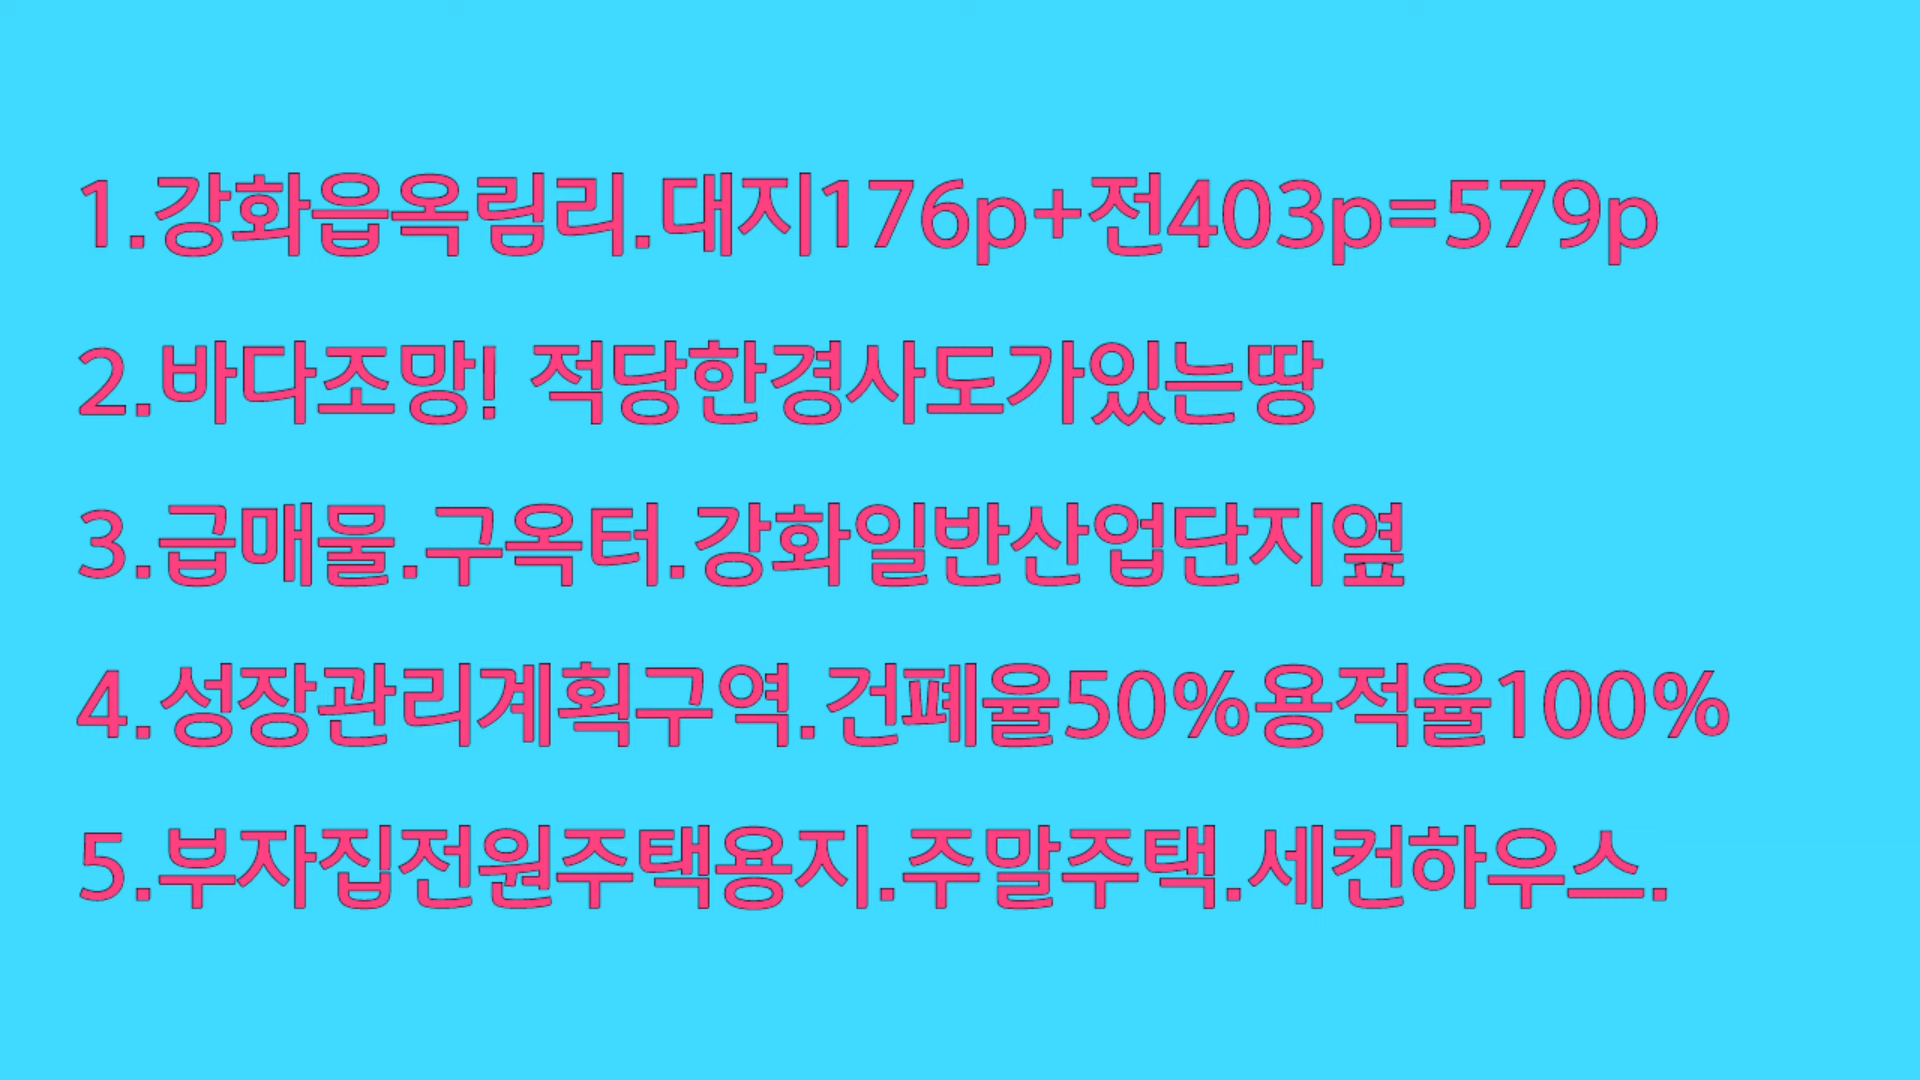 1.강화읍옥림리.대지176p+전403p=579p
2.바다조망! 적당한경사도가있는땅
3.급매물.구옥터.강화일반산업단지옆
4.성장관리계획구역.건폐율50%용적율100%
5.부자집전원주택용지.주말주택.세컨하우스.